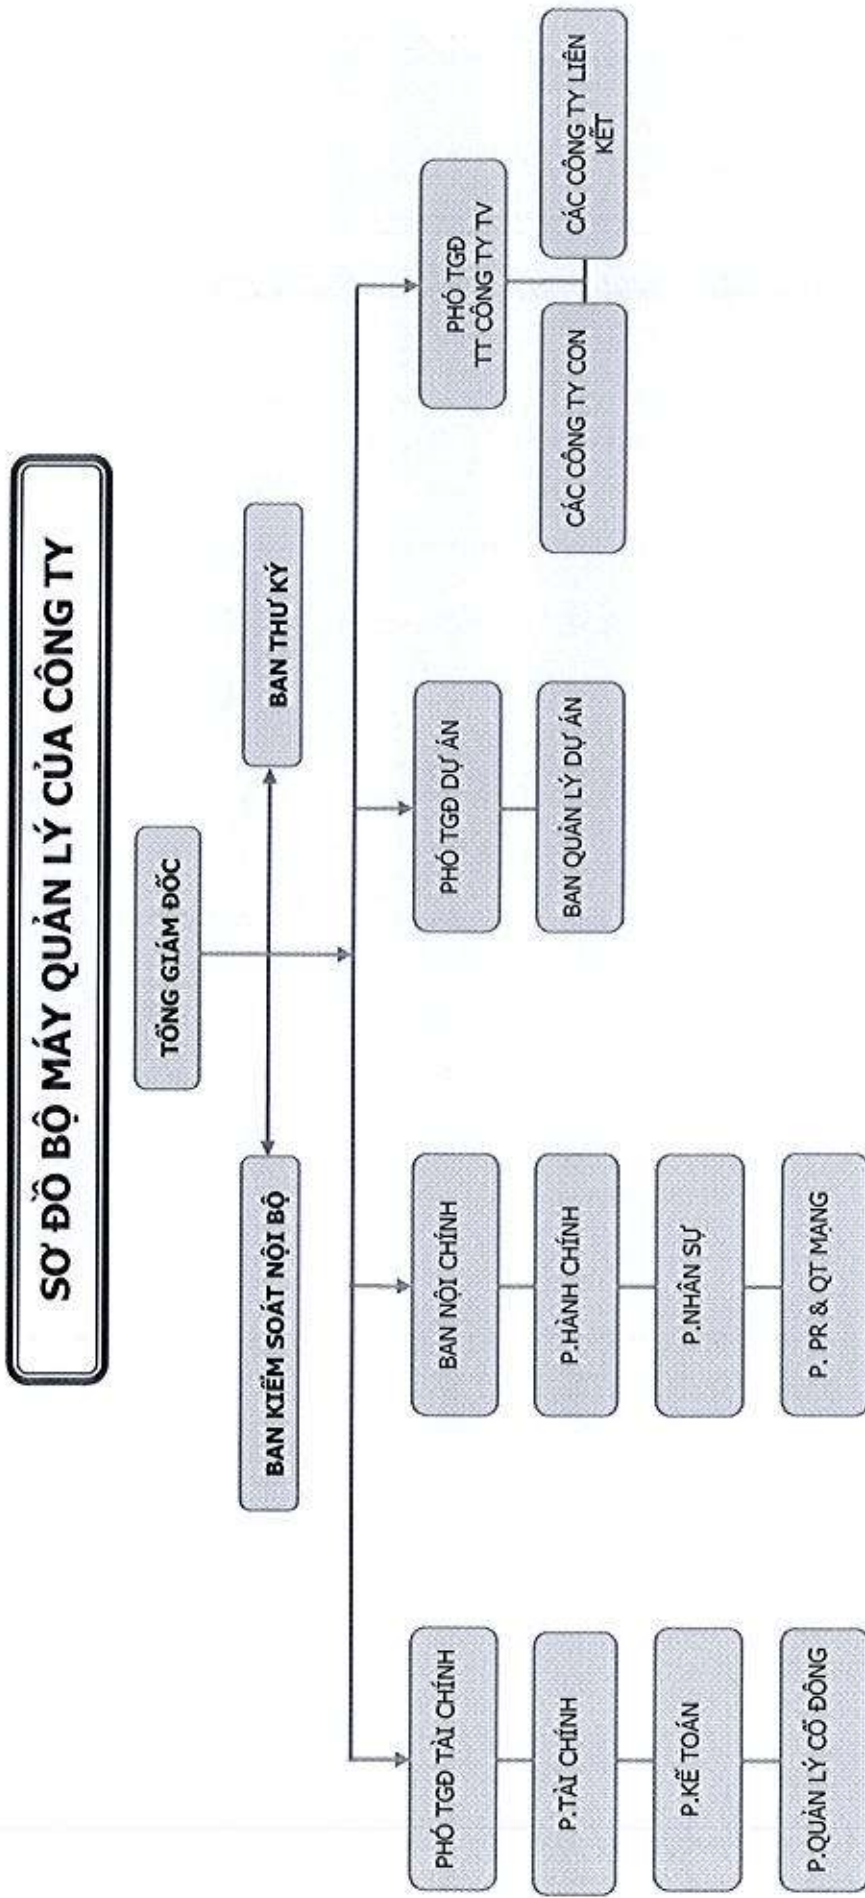 SƠ ĐỒ BỘ MÁY QUẢN LÝ CỦA CÔNG TY
TỔNG GIÁM ĐỐC
BAN KIỂM SOÁT NỘI BỘ
BAN THƯ KÝ
PHÓ TGĐ TÀI CHÍNH
P.TÀI CHÍNH
P.KẾ TOÁN
P.QUẢN LÝ CỔ ĐÔNG
BAN NỘI CHÍNH
P.HÀNH CHÍNH
P.NHÂN SỰ
P. PR & QT MẠNG
PHÓ TGĐ DỰ ÁN
BAN QUẢN LÝ DỰ ÁN
PHÓ TGĐ
TT CÔNG TY TV
CÁC CÔNG TY CON
CÁC CÔNG TY LIÊN
KẾT